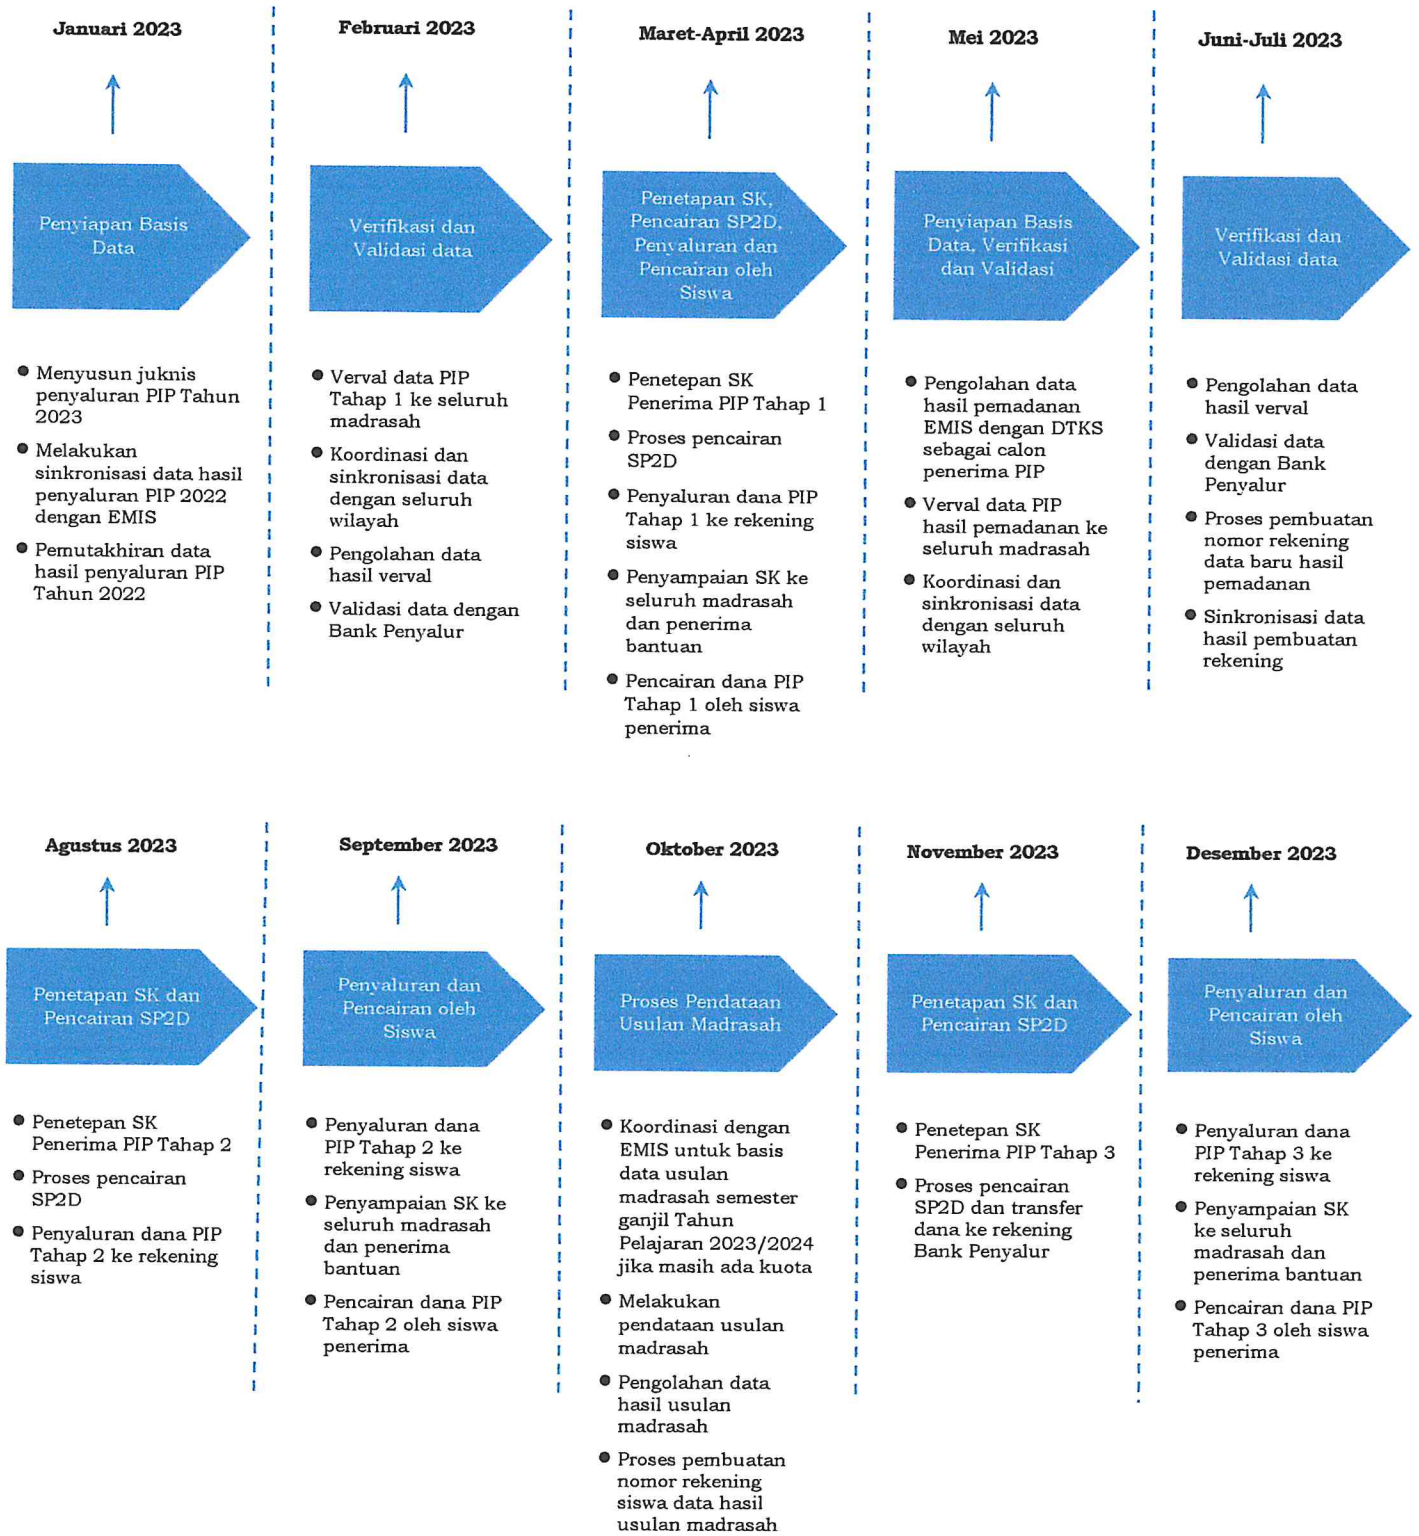 Januari 2023
Penyiapan Basis
Data
● Menyusun juknis
penyaluran PIP Tahun
2023
● Melakukan
sinkronisasi data hasil
penyaluran PIP 2022
dengan EMIS
● Pemutakhiran data
hasil penyaluran PIP
Tahun 2022
Februari 2023
Verifikasi dan
Validasi data
● Verval data PIP
Tahap 1 ke seluruh
madrasah
● Koordinasi dan
sinkronisasi data
dengan seluruh
wilayah
● Pengolahan data
hasil verval
● Validasi data dengan
Bank Penyalur
Maret-April 2023
Penetapan SK,
Pencairan SP2D,
Penyaluran dan
Pencairan oleh
Siswa
● Penetepan SK
Penerima PIP Tahap 1
● Proses pencairan
SP2D
● Penyaluran dana PIP
Tahap 1 ke rekening
siswa
● Penyampaian SK ke
seluruh madrasah
dan penerima
bantuan
● Pencairan dana PIP
Tahap 1 oleh siswa
penerima
Mei 2023
Penyiapan Basis
Data, Verifikasi
dan Validasi
● Pengolahan data
hasil pemadanan
EMIS dengan DTKS
sebagai calon
penerima PIP
● Verval data PIP
hasil pemadanan ke
seluruh madrasah
● Koordinasi dan
sinkronisasi data
dengan seluruh
wilayah
Juni-Juli 2023
Verifikasi dan
Validasi data
● Pengolahan data
hasil verval
● Validasi data
dengan Bank
Penyalur
● Proses pembuatan
nomor rekening
data baru hasil
pemadanan
● Sinkronisasi data
hasil pembuatan
rekening
Agustus 2023
Penetapan SK dan
Pencairan SP2D
● Penetepan SK
Penerima PIP Tahap 2
● Proses pencairan
SP2D
● Penyaluran dana PIP
Tahap 2 ke rekening
siswa
September 2023
Penyaluran dan
Pencairan oleh
Siswa
● Penyaluran dana
PIP Tahap 2 ke
rekening siswa
● Penyampaian SK ke
seluruh madrasah
dan penerima
bantuan
● Pencairan dana PIP
Tahap 2 oleh siswa
penerima
Oktober 2023
Proses Pendataan
Usulan Madrasah
● Koordinasi dengan
EMIS untuk basis
data usulan
madrasah semester
ganjil Tahun
Pelajaran 2023/2024
jika masih ada kuota
● Melakukan
pendataan usulan
madrasah
● Pengolahan data
hasil usulan
madrasah
● Proses pembuatan
nomor rekening
siswa data hasil
usulan madrasah
November 2023
Penetapan SK dan
Pencairan SP2D
● Penetepan SK
Penerima PIP Tahap 3
● Proses pencairan
SP2D dan transfer
dana ke rekening
Bank Penyalur
Desember 2023
Penyaluran dan
Pencairan oleh
Siswa
● Penyaluran dana
PIP Tahap 3 ke
rekening siswa
● Penyampaian SK
ke seluruh
madrasah dan
penerima bantuan
● Pencairan dana PIP
Tahap 3 oleh siswa
penerima